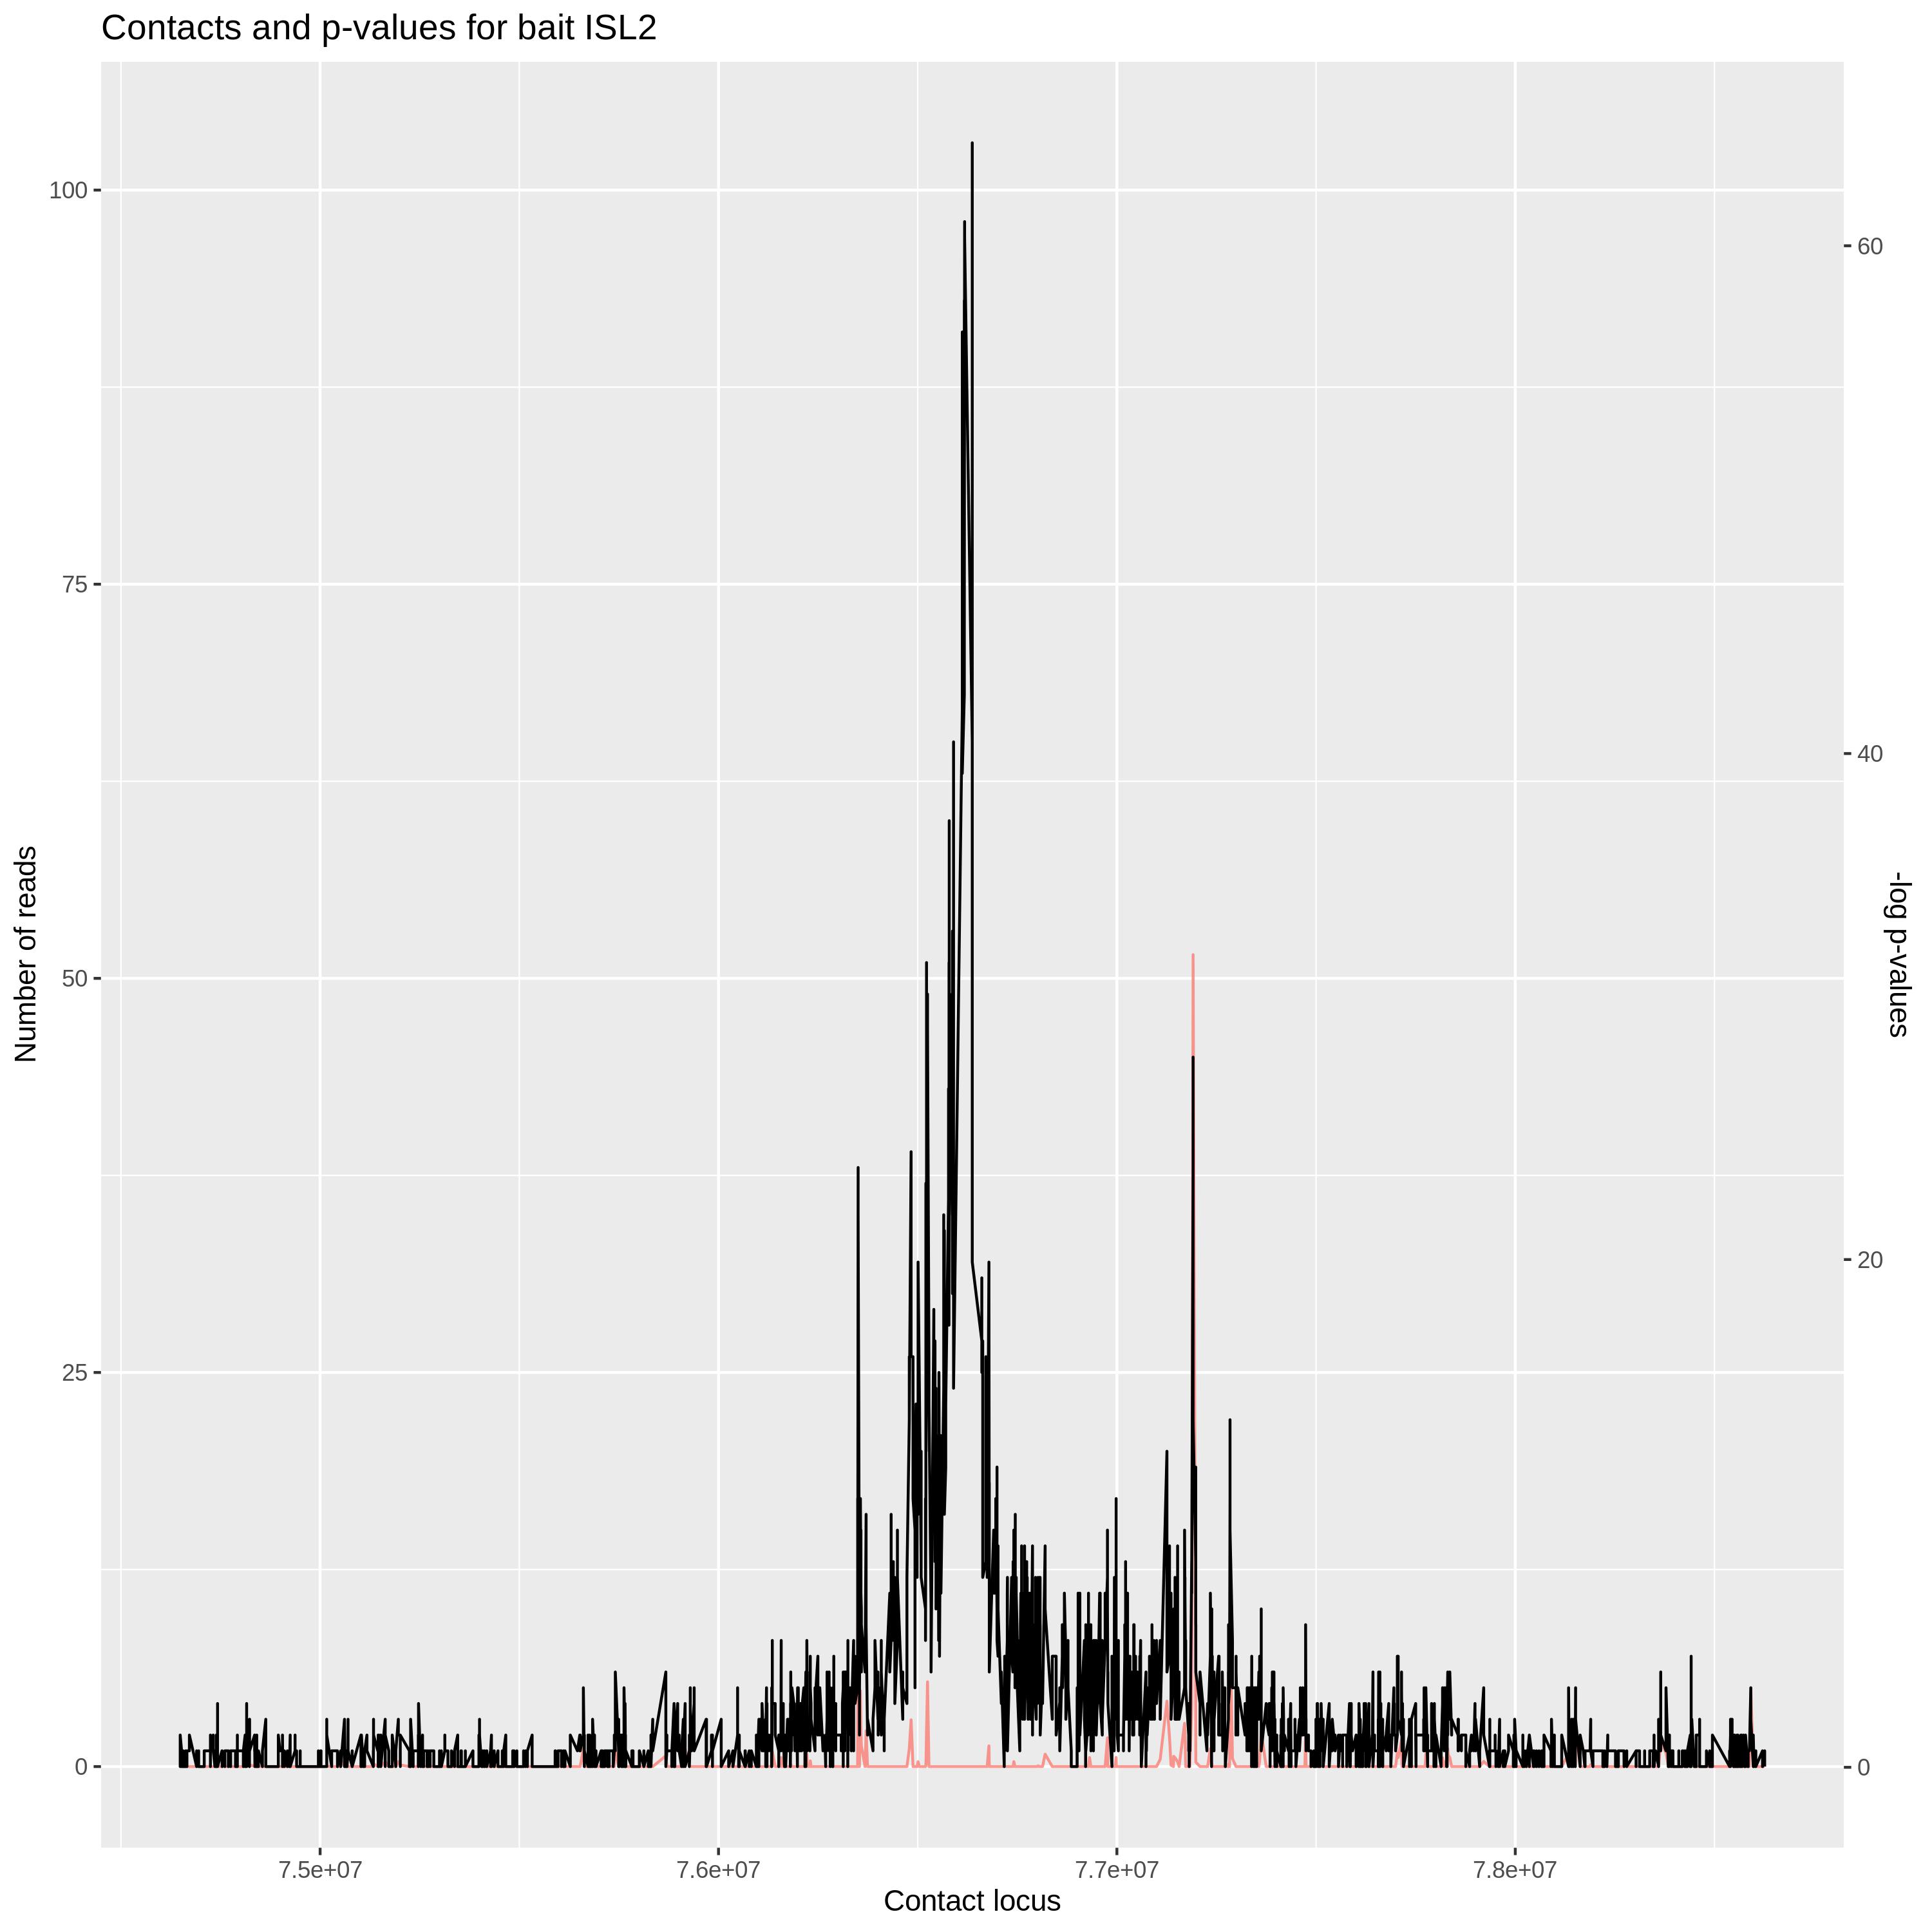 Contacts and p-values for bait ISL2
100
75
50
25
0
Number of reads
60
40
20
0
-log p-values
7.5e+07
7.6e+07
7.7e+07
7.8e+07
Contact locus